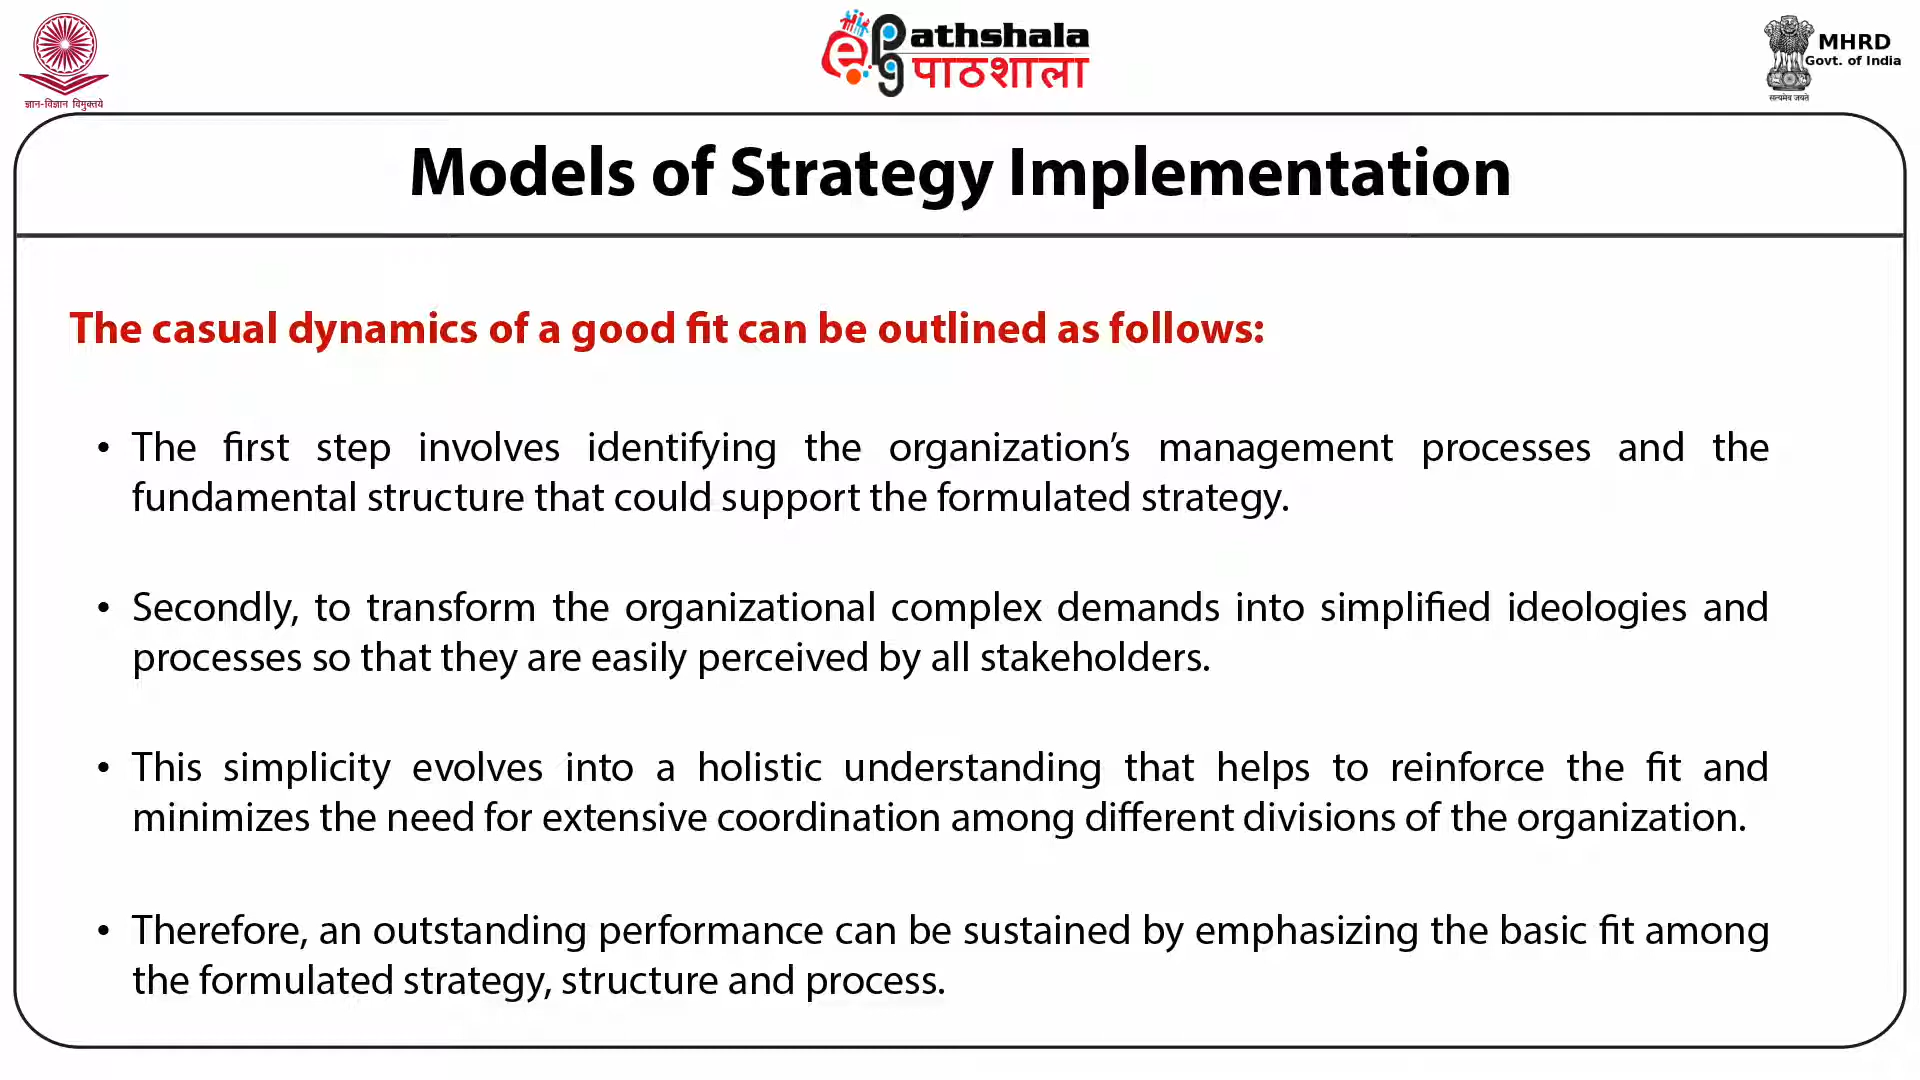 ज्ञान-विज्ञान विमुक्तये
ePathshala
पाठशाला
MHRD
Govt. of India
सत्यमेव जयते
Models of Strategy Implementation
The casual dynamics of a good fit can be outlined as follows:
• The first step involves identifying the organization’s management processes and the
fundamental structure that could support the formulated strategy.
• Secondly, to transform the organizational complex demands into simplified ideologies and
processes so that they are easily perceived by all stakeholders.
• This simplicity evolves into a holistic understanding that helps to reinforce the fit and
minimizes the need for extensive coordination among different divisions of the organization.
• Therefore, an outstanding performance can be sustained by emphasizing the basic fit among
the formulated strategy, structure and process.